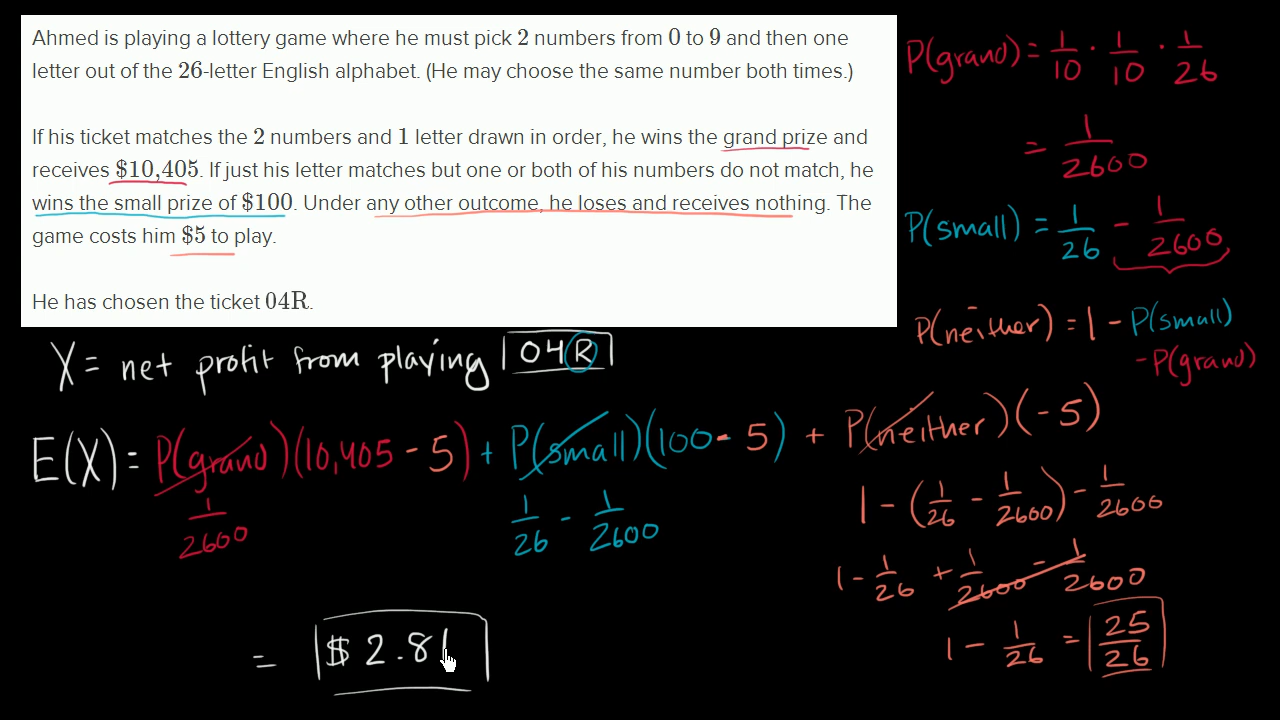 Ahmed is playing a lottery game where he must pick 2 numbers from 0 to 9 and then one
letter out of the 26-letter English alphabet. (He may choose the same number both times.)
If his ticket matches the 2 numbers and 1 letter drawn in order, he wins the grand prize and
receives $10,405. If just his letter matches but one or both of his numbers do not match, he
wins the small prize of $100. Under any other outcome, he loses and receives nothing. The
game costs him $5 to play.
He has chosen the ticket 04R.
P(grand) = 1/10 · 1/10 · 1/26
= 1/2600
P(small) = 1/26 - 1/2600
P(neither) = 1 - P(small)
- P(grand)
X = net profit from playing 04R
E(X) = P(grand)(10,405 - 5) + P(small)(100 - 5) + P(neither)(-5)
1/2600
1/26 - 1/2600
1 - (1/26 - 1/2600) - 1/2600
1 - 1/26 + 1/2600 - 1/2600
1 - 1/26 = 25/26
= $2.81